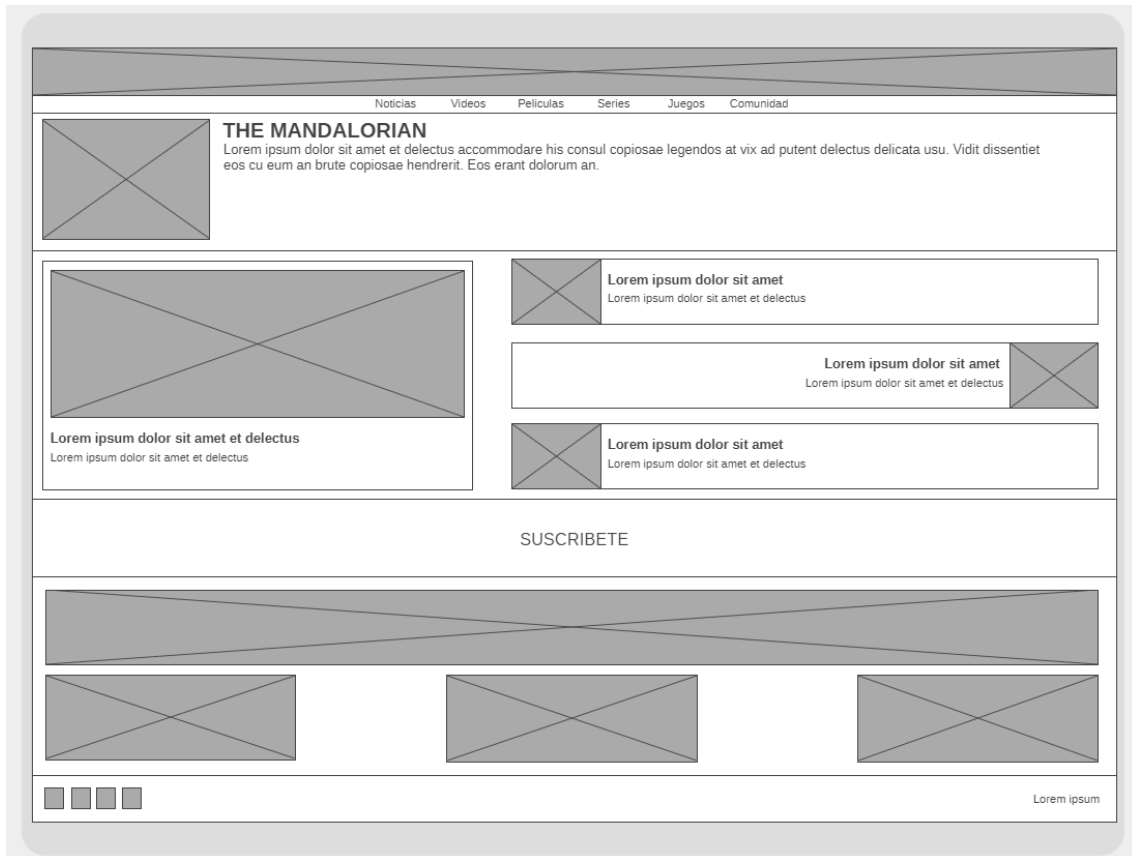 Noticias Videos Peliculas Series Juegos Comunidad
THE MANDALORIAN
Lorem ipsum dolor sit amet et delectus accommodare his consul copiosae legendos at vix ad putent delectus delicata usu. Vidit dissentiet
eos cu eum an brute copiosae hendrerit. Eos erant dolorum an.
Lorem ipsum dolor sit amet et delectus
Lorem ipsum dolor sit amet et delectus
Lorem ipsum dolor sit amet
Lorem ipsum dolor sit amet et delectus
Lorem ipsum dolor sit amet
Lorem ipsum dolor sit amet et delectus
Lorem ipsum dolor sit amet
Lorem ipsum dolor sit amet et delectus
SUSCRIBETE
Lorem ipsum